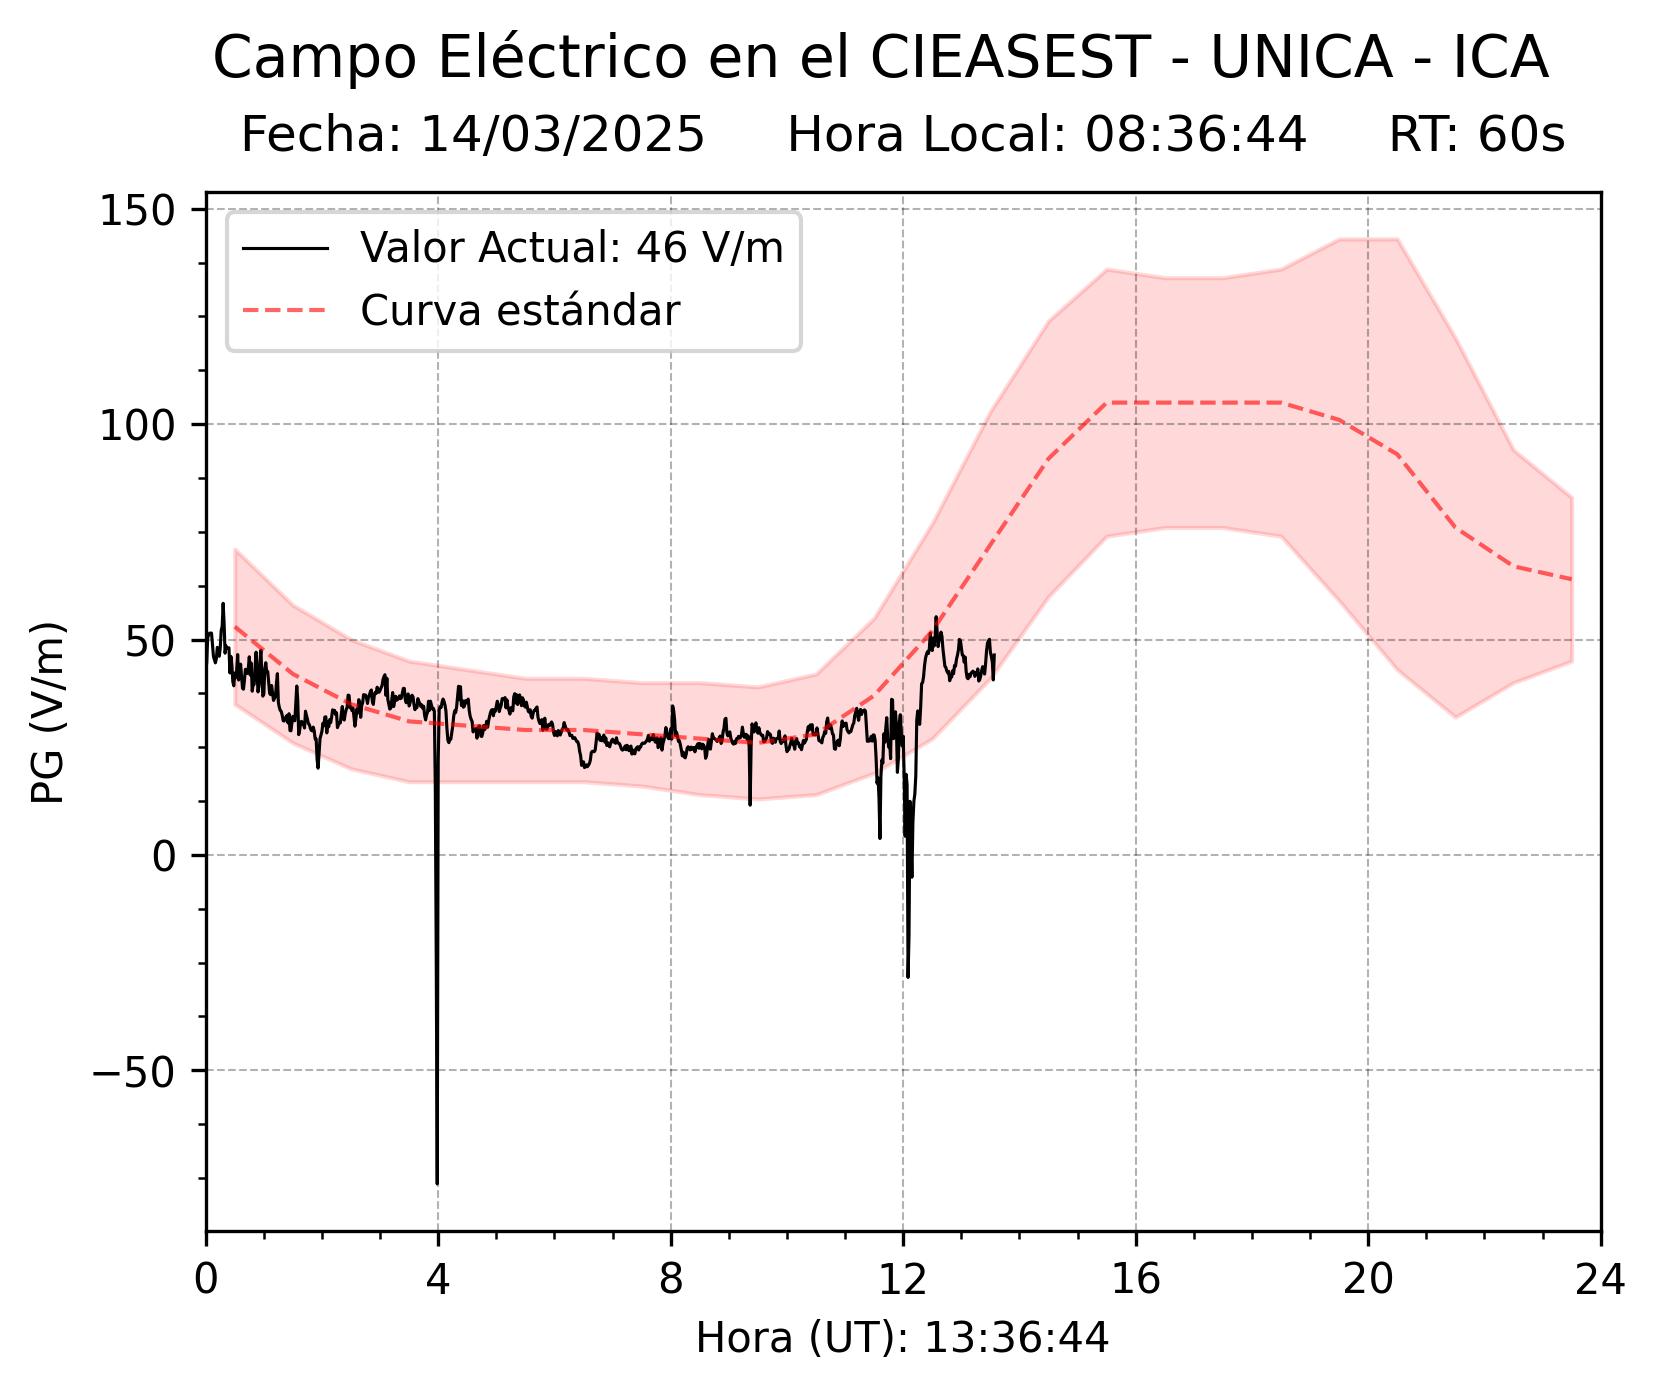 Campo Eléctrico en el CIEASEST - UNICA - ICA
Fecha: 14/03/2025 Hora Local: 08:36:44 RT: 60s
150
Valor Actual: 46 V/m
Curva estándar
100
50
0
−50
PG (V/m)
0 4 8 12 16 20 24
Hora (UT): 13:36:44